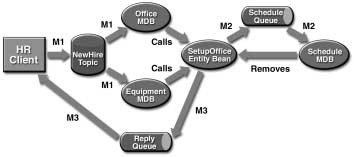 HR
Client
M1
NewHire
Topic
M1
Office
MDB
Calls
M1
Equipment
MDB
Calls
SetupOffice
Entity Bean
M2
Schedule
Queue
M2
Schedule
MDB
Removes
M3
Reply
Queue
M3